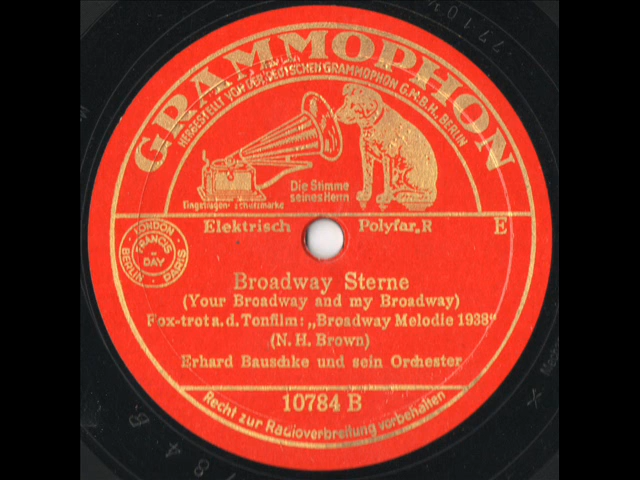 GRAMMOPHON
HERGESTELLT VON DER DEUTSCHEN GRAMMOPHON G.M.B.H., BERLIN
Die Stimme
seines Herrn
Eingetragen. Schutzmarke
Elektrisch Polyfar„R E
LONDON
FRANCIS
- DAY
BERLIN · PARIS
Broadway Sterne
(Your Broadway and my Broadway)
Fox-trot a. d. Tonfilm: „Broadway Melodie 1938"
(N. H. Brown)
Erhard Bauschke und sein Orchester
10784 B
Recht zur Radioverbreitung vorbehalten